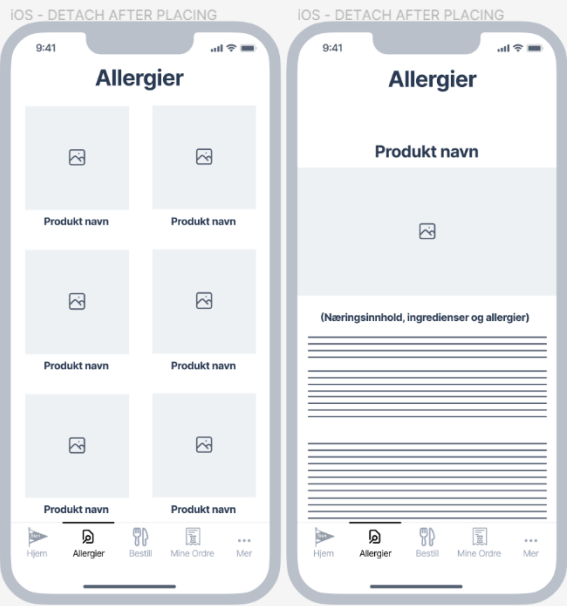 iOS - DETACH AFTER PLACING
9:41
Allergier
Produkt navn
Produkt navn
Produkt navn
Produkt navn
Produkt navn
Produkt navn
Hjem
Allergier
Bestill
Mine Ordre
Mer
iOS - DETACH AFTER PLACING
9:41
Allergier
Produkt navn
(Næringsinnhold, ingredienser og allergier)
Hjem
Allergier
Bestill
Mine Ordre
Mer